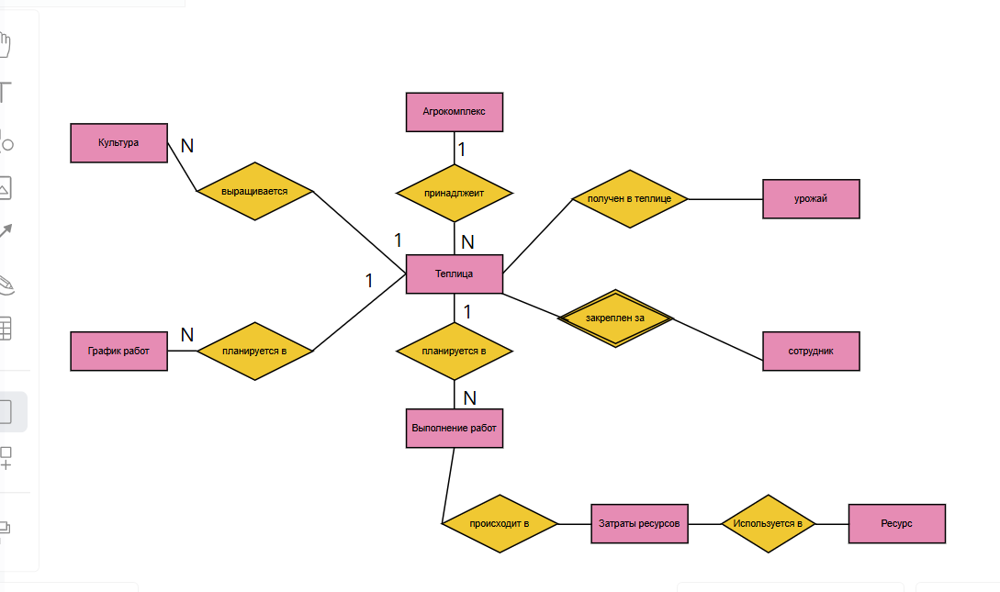 Агрокомплекс
Культура
N
1
выращивается
принадлжеит
получен в теплице
урожай
1
N
Теплица
1
1
закреплен за
N
График работ
планируется в
планируется в
сотрудник
N
Выполнение работ
происходит в
Затраты ресурсов
Используется в
Ресурс